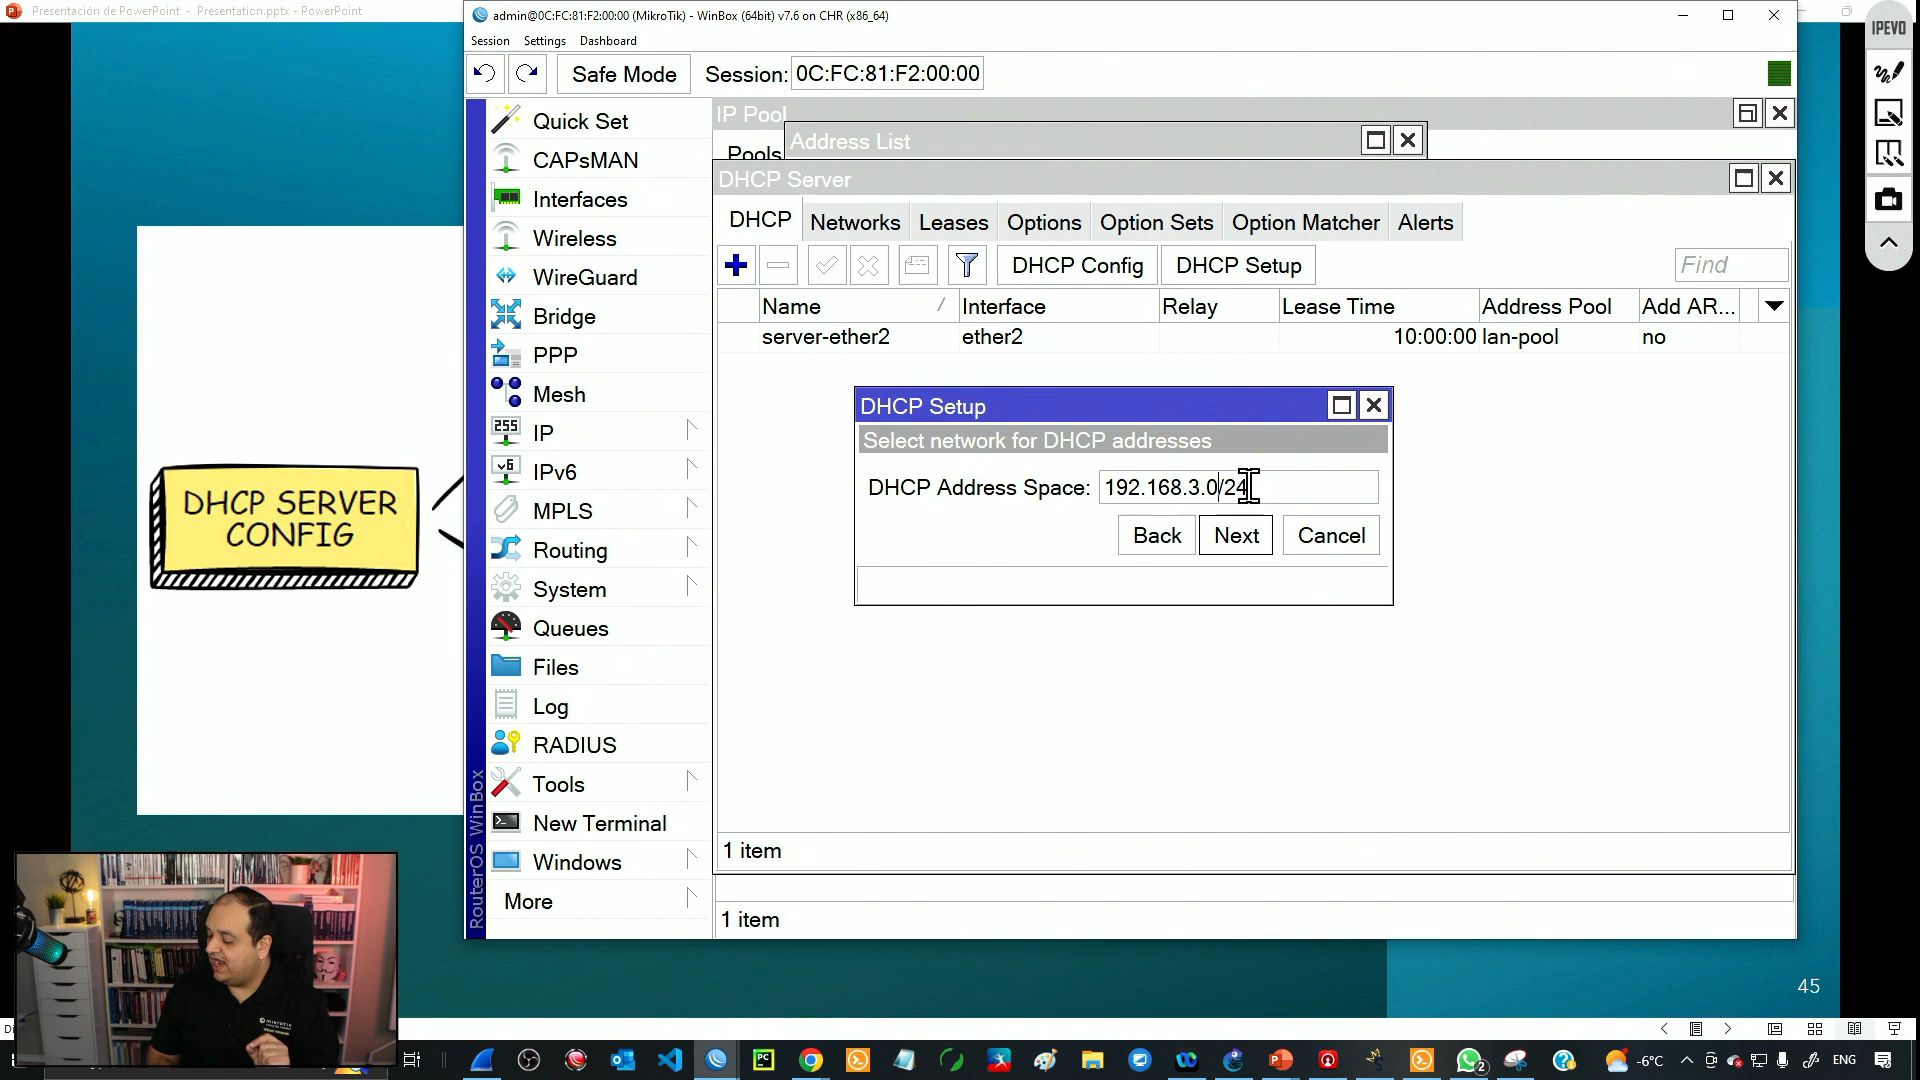 Presentación de PowerPoint - Presentation.pptx - PowerPoint
admin@0C:FC:81:F2:00:00 (MikroTik) - WinBox (64bit) v7.6 on CHR (x86_64)
Session Settings Dashboard
Safe Mode Session: 0C:FC:81:F2:00:00
Quick Set
CAPsMAN
Interfaces
Wireless
WireGuard
Bridge
PPP
Mesh
255 IP
v6 IPv6
MPLS
Routing
System
Queues
Files
Log
RADIUS
Tools
New Terminal
Windows
More
RouterOS WinBox
IP Pool
Pools
Address List
DHCP Server
DHCP Networks Leases Options Option Sets Option Matcher Alerts
DHCP Config DHCP Setup Find
Name Interface Relay Lease Time Address Pool Add AR...
server-ether2 ether2 10:00:00 lan-pool no
DHCP Setup
Select network for DHCP addresses
DHCP Address Space: 192.168.3.0/24
Back Next Cancel
1 item
1 item
DHCP SERVER
CONFIG
IPEVO
45
PC
2
-6°C
ENG